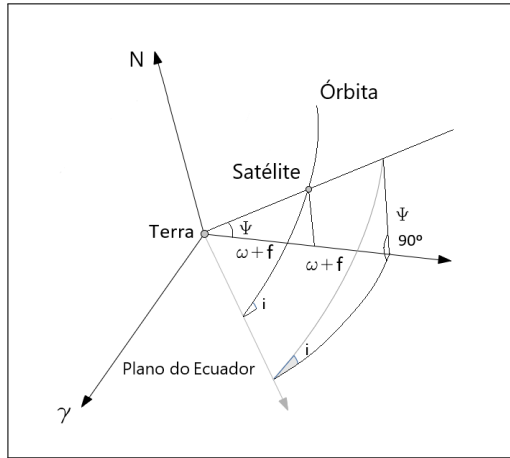 N
Órbita
Satélite
Terra
Ψ
Ψ
ω + f
90º
ω + f
i
i
Plano do Ecuador
γ